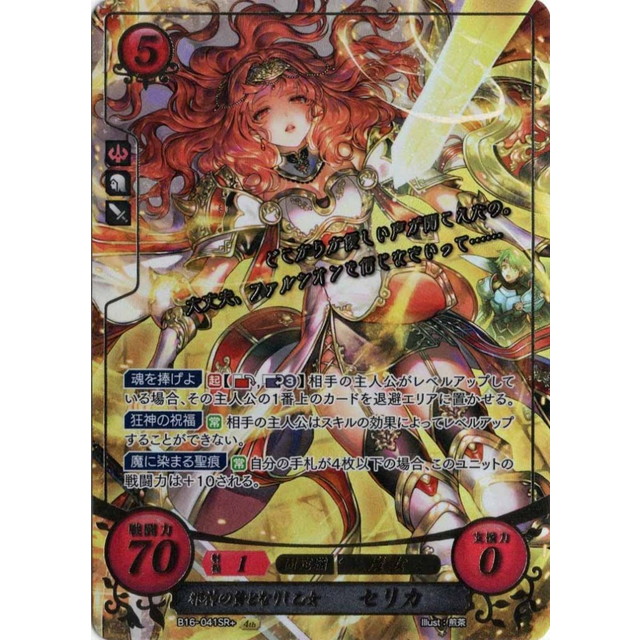 5
どこからか優しい声が聞こえたの。
大丈夫、ファルシオンを信じなさいって……
魂を捧げよ 起【 , 3】相手の主人公がレベルアップして
いる場合、その主人公の1番上のカードを退避エリアに置かせる。
狂神の祝福 常 相手の主人公はスキルの効果によってレベルアップ
することができない。
魔に染まる聖痕 常 自分の手札が4枚以下の場合、このユニットの
戦闘力は+10される。
戦闘力
70
射程 1
支援力
0
邪神の贄となりし乙女 セリカ
B16-041SR+ 4th
Illust：煎茶